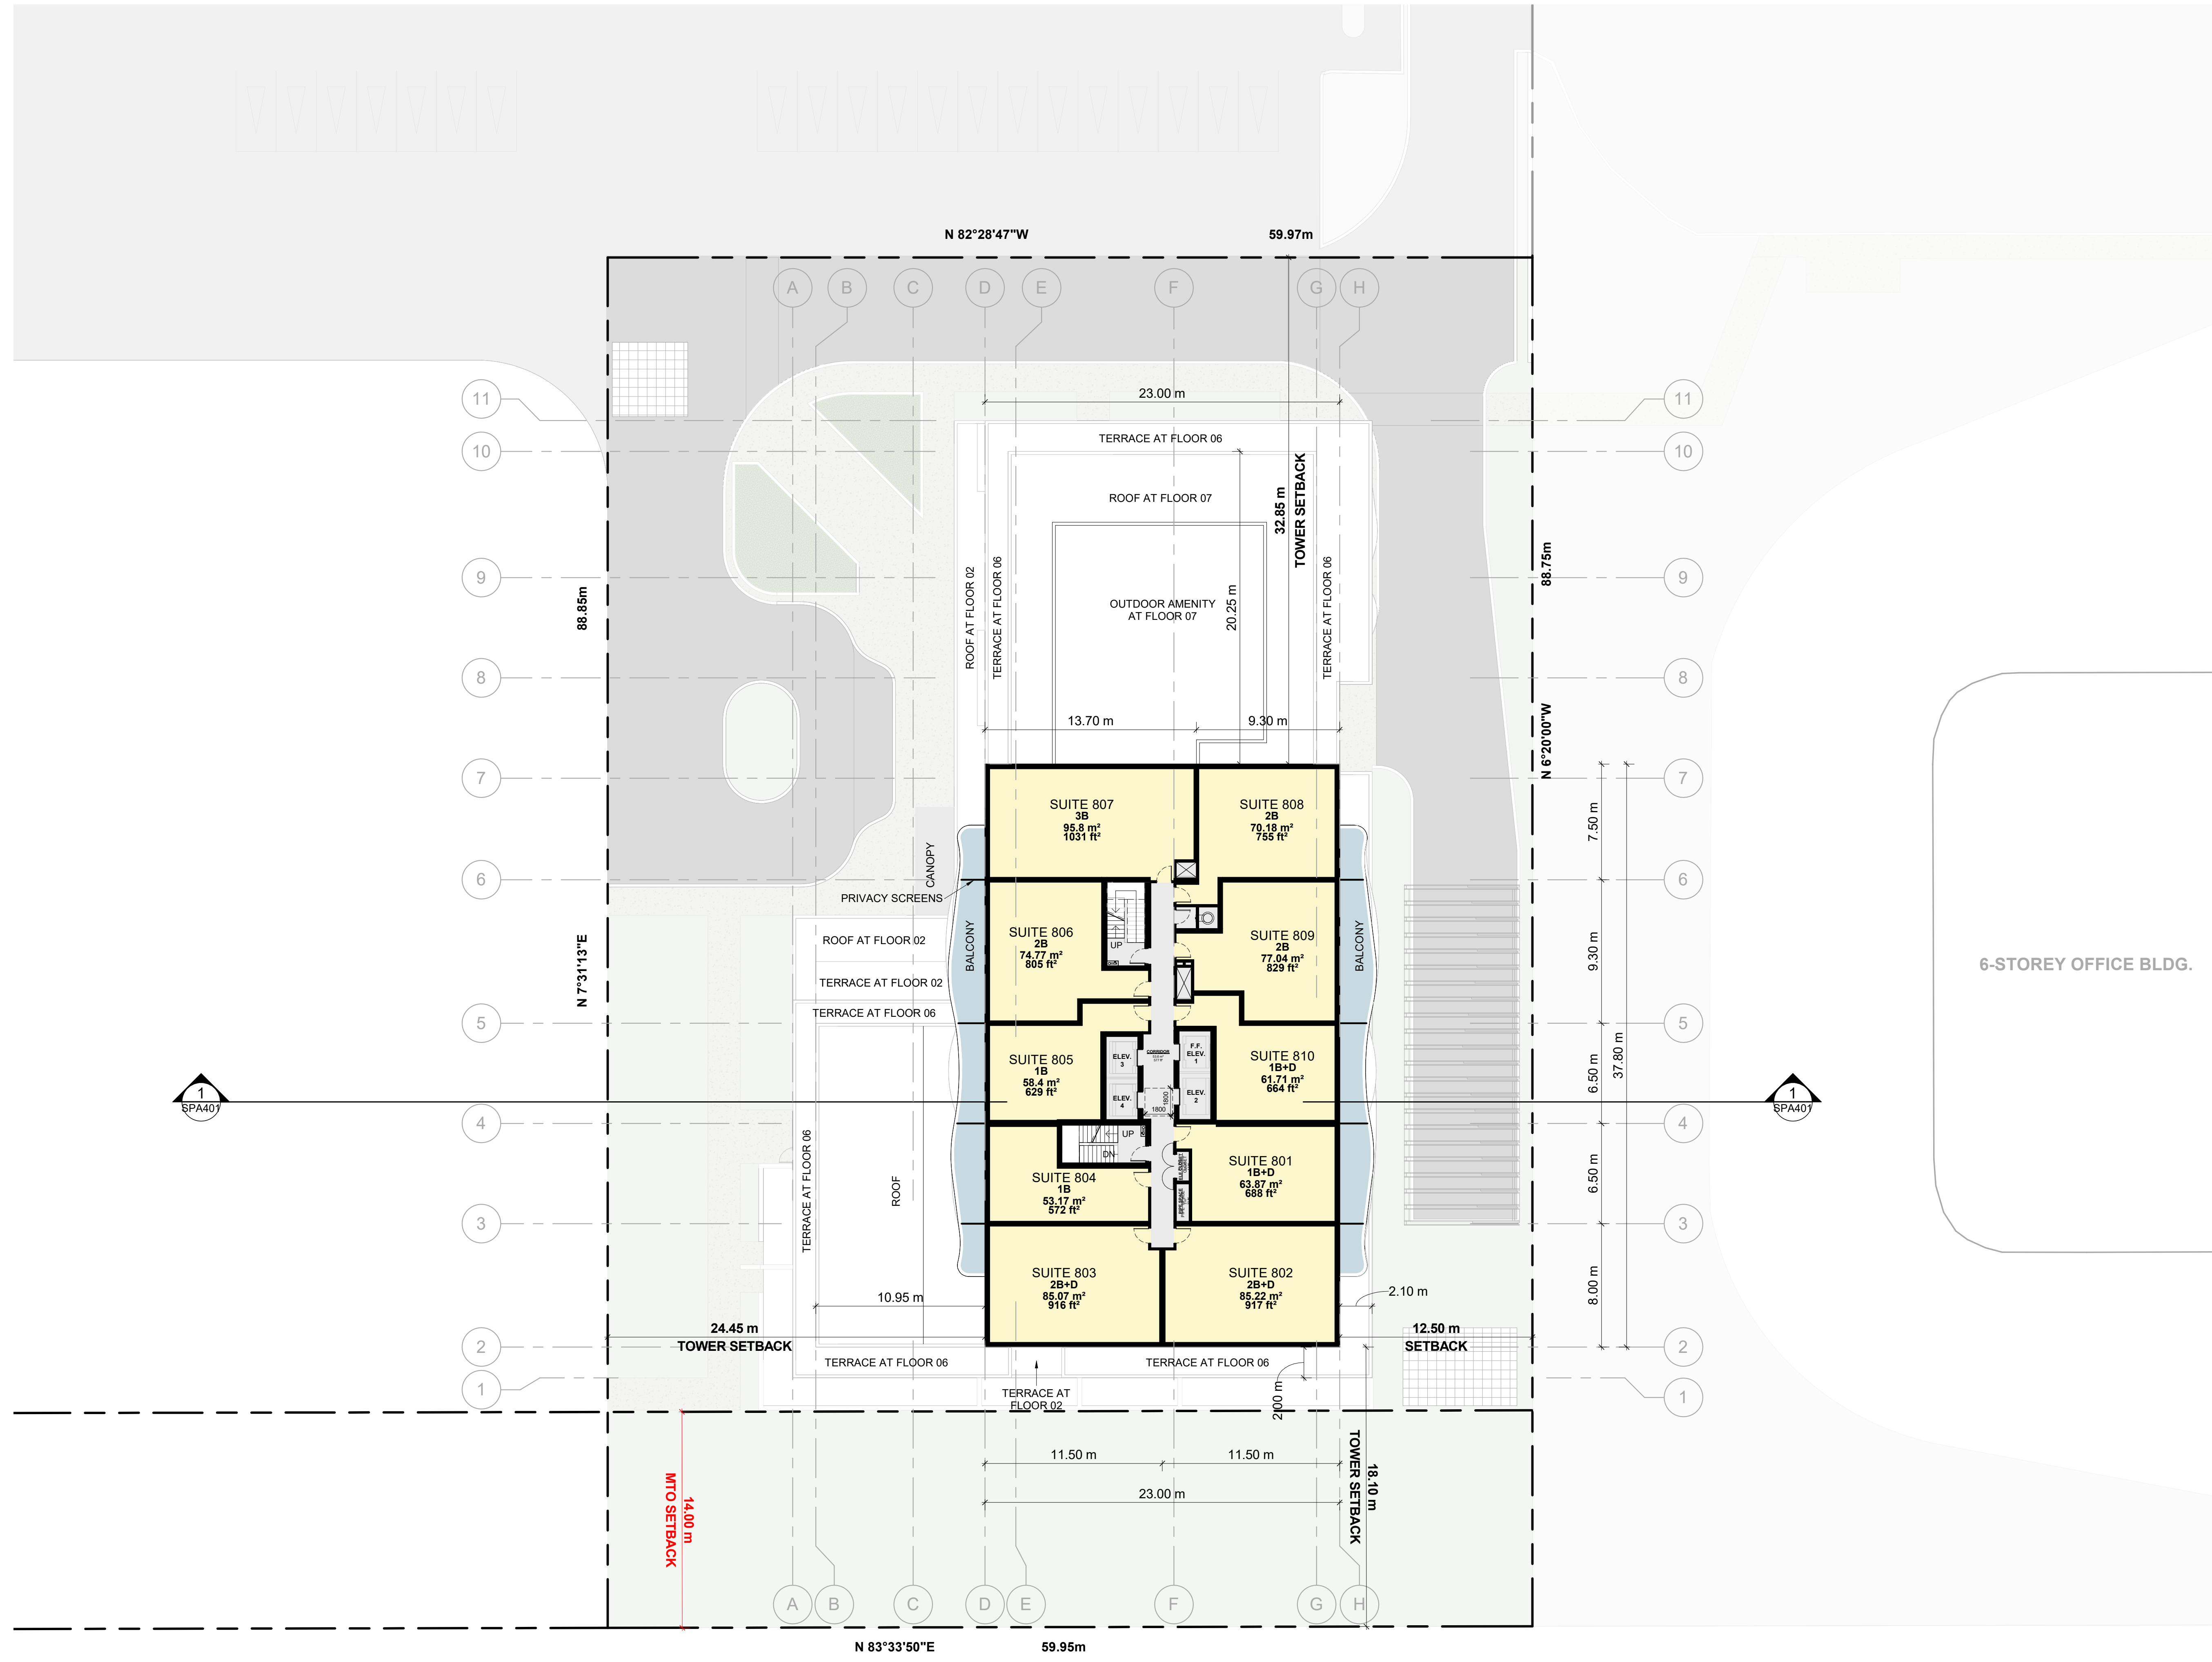 N 82°28'47"W
59.97m
A
B
C
D
E
F
G
H
11
11
23.00 m
TERRACE AT FLOOR 06
10
10
32.85 m
TOWER SETBACK
ROOF AT FLOOR 07
9
9
88.85m
88.75m
ROOF AT FLOOR 02
TERRACE AT FLOOR 06
OUTDOOR AMENITY
AT FLOOR 07
20.25 m
TERRACE AT FLOOR 06
8
8
13.70 m
9.30 m
N 6°20'00"W
7
7
SUITE 807
3B
95.8 m²
1031 ft²
SUITE 808
2B
70.18 m²
755 ft²
7.50 m
CANOPY
6
6
PRIVACY SCREENS
ROOF AT FLOOR 02
BALCONY
SUITE 806
2B
74.77 m²
805 ft²
UP
SUITE 809
2B
77.04 m²
829 ft²
BALCONY
9.30 m
6-STOREY OFFICE BLDG.
N 7°31'13"E
TERRACE AT FLOOR 02
TERRACE AT FLOOR 06
5
5
SUITE 805
1B
58.4 m²
629 ft²
ELEV.
3
CORRIDOR
F.F.
ELEV.
1
SUITE 810
1B+D
61.71 m²
664 ft²
6.50 m
37.80 m
ELEV.
4
1800
1800
ELEV.
2
1
SPA401
1
SPA401
4
4
UP
DN
TERRACE AT FLOOR 06
ROOF
SUITE 804
1B
53.17 m²
572 ft²
SUITE 801
1B+D
63.87 m²
688 ft²
6.50 m
3
3
SUITE 803
2B+D
85.07 m²
916 ft²
SUITE 802
2B+D
85.22 m²
917 ft²
8.00 m
10.95 m
2.10 m
24.45 m
TOWER SETBACK
12.50 m
SETBACK
2
2
TERRACE AT FLOOR 06
TERRACE AT FLOOR 06
1
1
TERRACE AT
FLOOR 02
2.00 m
11.50 m
11.50 m
23.00 m
TOWER SETBACK
18.10 m
MTO SETBACK
14.00 m
A
B
C
D
E
F
G
H
N 83°33'50"E
59.95m